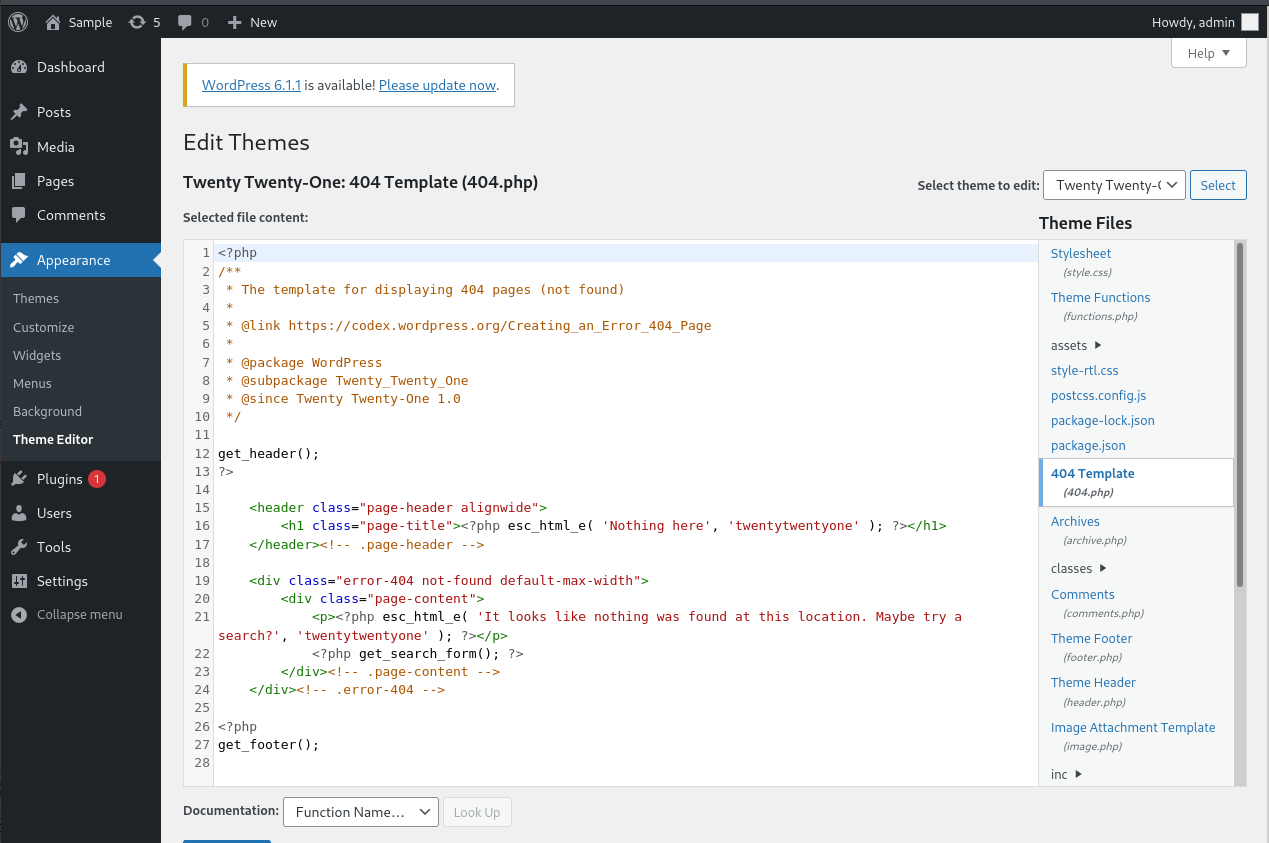 Sample 5 0 New Howdy, admin
Help
Dashboard
Posts
Media
Pages
Comments
Appearance
Themes
Customize
Widgets
Menus
Background
Theme Editor
Plugins 1
Users
Tools
Settings
Collapse menu
WordPress 6.1.1 is available! Please update now.
Edit Themes
Twenty Twenty-One: 404 Template (404.php)
Select theme to edit: Twenty Twenty-( Select
Selected file content:
1 <?php
2 /**
3  * The template for displaying 404 pages (not found)
4  *
5  * @link https://codex.wordpress.org/Creating_an_Error_404_Page
6  *
7  * @package WordPress
8  * @subpackage Twenty_Twenty_One
9  * @since Twenty Twenty-One 1.0
10  */
11
12 get_header();
13 ?>
14
15     <header class="page-header alignwide">
16         <h1 class="page-title"><?php esc_html_e( 'Nothing here', 'twentytwentyone' ); ?></h1>
17     </header><!-- .page-header -->
18
19     <div class="error-404 not-found default-max-width">
20         <div class="page-content">
21             <p><?php esc_html_e( 'It looks like nothing was found at this location. Maybe try a
search?', 'twentytwentyone' ); ?></p>
22             <?php get_search_form(); ?>
23         </div><!-- .page-content -->
24     </div><!-- .error-404 -->
25
26 <?php
27 get_footer();
28
Theme Files
Stylesheet
(style.css)
Theme Functions
(functions.php)
assets
style-rtl.css
postcss.config.js
package-lock.json
package.json
404 Template
(404.php)
Archives
(archive.php)
classes
Comments
(comments.php)
Theme Footer
(footer.php)
Theme Header
(header.php)
Image Attachment Template
(image.php)
inc
Documentation: Function Name... Look Up